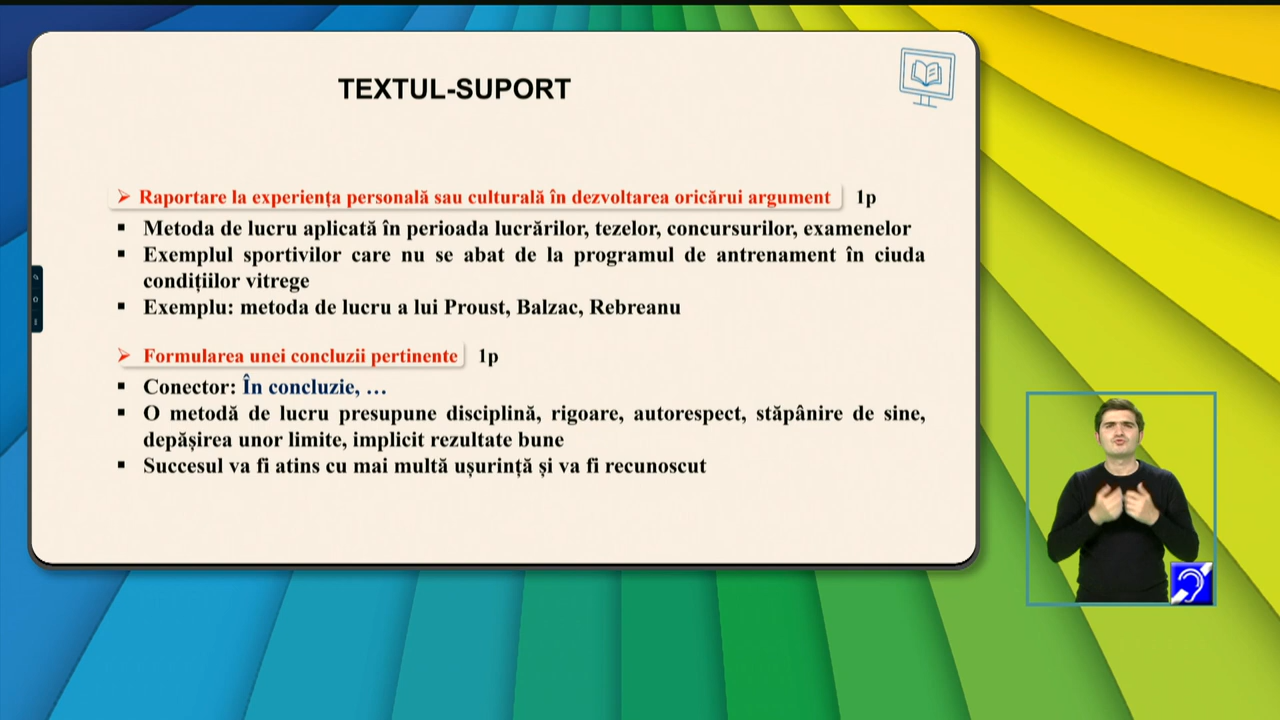 TEXTUL-SUPORT
Raportare la experiența personală sau culturală în dezvoltarea oricărui argument 1p
Metoda de lucru aplicată în perioada lucrărilor, tezelor, concursurilor, examenelor
Exemplul sportivilor care nu se abat de la programul de antrenament în ciuda
condițiilor vitrege
Exemplu: metoda de lucru a lui Proust, Balzac, Rebreanu
Formularea unei concluzii pertinente 1p
Conector: În concluzie, …
O metodă de lucru presupune disciplină, rigoare, autorespect, stăpânire de sine,
depășirea unor limite, implicit rezultate bune
Succesul va fi atins cu mai multă ușurință și va fi recunoscut